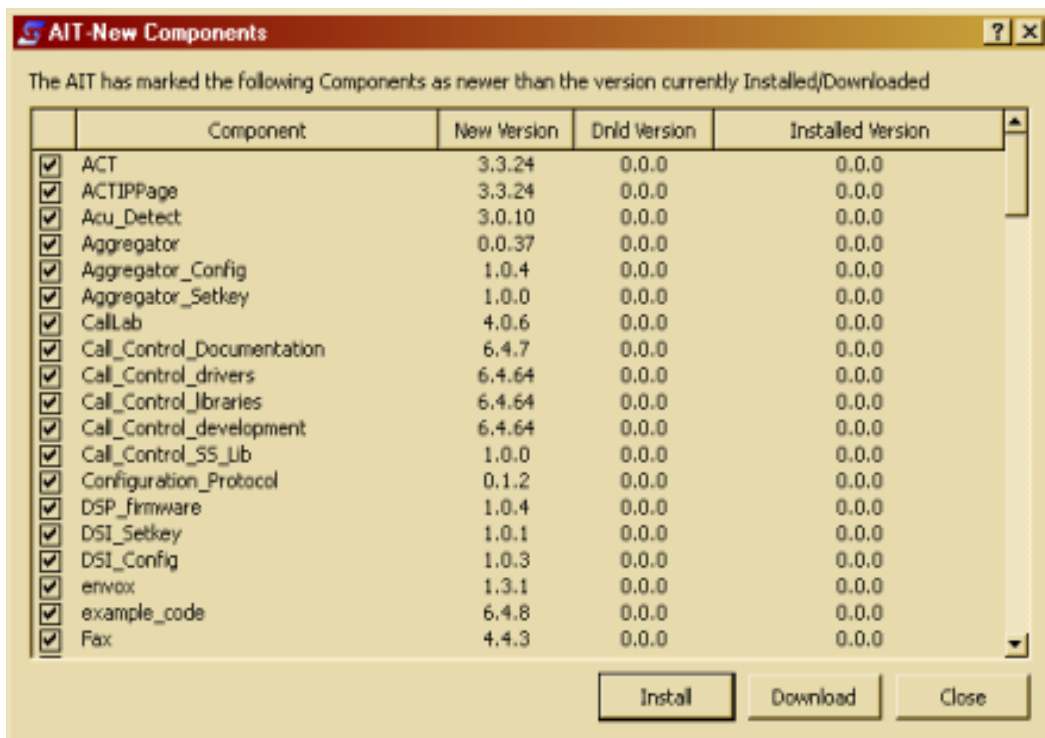 AIT-New Components
The AIT has marked the following Components as newer than the version currently Installed/Downloaded
Component New Version Dnld Version Installed Version
ACT 3.3.24 0.0.0 0.0.0
ACTIPPage 3.3.24 0.0.0 0.0.0
Acu_Detect 3.0.10 0.0.0 0.0.0
Aggregator 0.0.37 0.0.0 0.0.0
Aggregator_Config 1.0.4 0.0.0 0.0.0
Aggregator_Setkey 1.0.0 0.0.0 0.0.0
CallLab 4.0.6 0.0.0 0.0.0
Call_Control_Documentation 6.4.7 0.0.0 0.0.0
Call_Control_drivers 6.4.64 0.0.0 0.0.0
Call_Control_libraries 6.4.64 0.0.0 0.0.0
Call_Control_development 6.4.64 0.0.0 0.0.0
Call_Control_SS_Lib 1.0.0 0.0.0 0.0.0
Configuration_Protocol 0.1.2 0.0.0 0.0.0
DSP_firmware 1.0.4 0.0.0 0.0.0
DSI_Setkey 1.0.1 0.0.0 0.0.0
DSI_Config 1.0.3 0.0.0 0.0.0
envox 1.3.1 0.0.0 0.0.0
example_code 6.4.8 0.0.0 0.0.0
Fax 4.4.3 0.0.0 0.0.0
Install Download Close